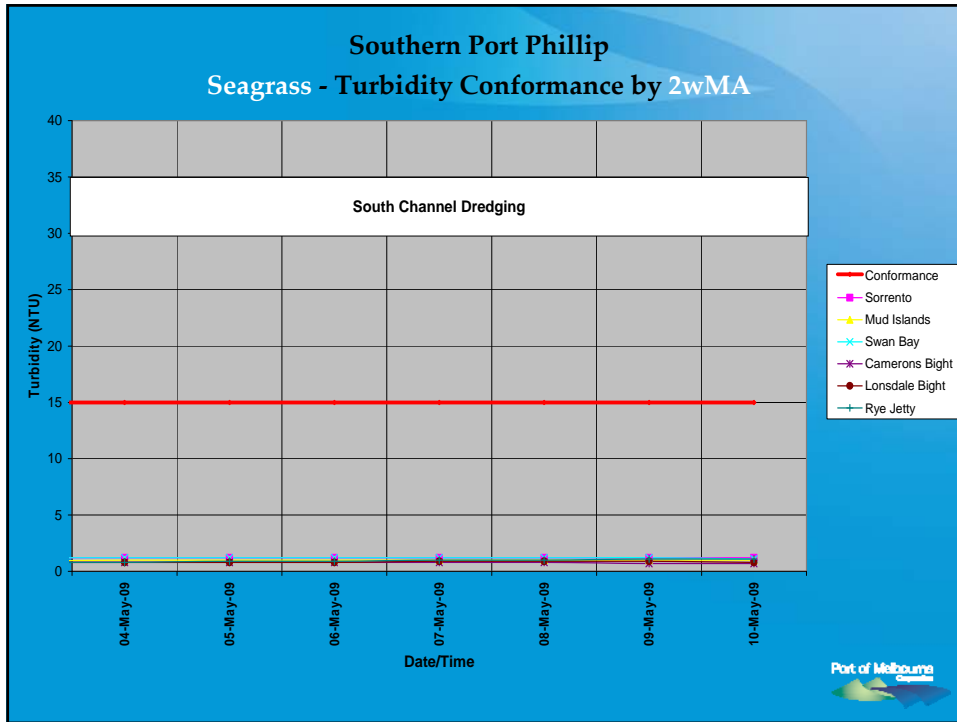 Southern Port Phillip
Seagrass - Turbidity Conformance by 2wMA
40
35
30
25
20
15
10
5
0
Turbidity (NTU)
South Channel Dredging
04-May-09
05-May-09
06-May-09
07-May-09
08-May-09
09-May-09
10-May-09
Date/Time
Conformance
Sorrento
Mud Islands
Swan Bay
Camerons Bight
Lonsdale Bight
Rye Jetty
Port of Melbourne
Corporation